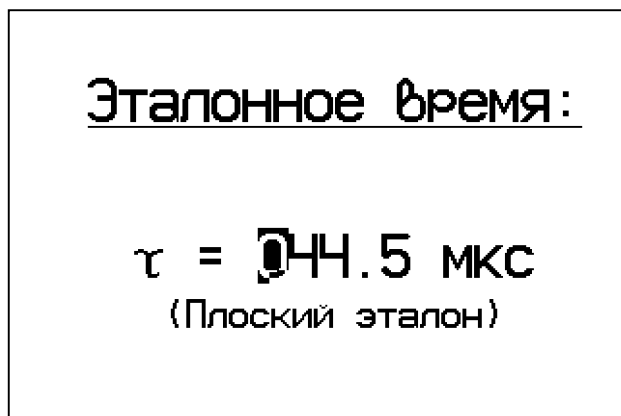 Эталонное время:
τ = 044.5 мкс
(Плоский эталон)